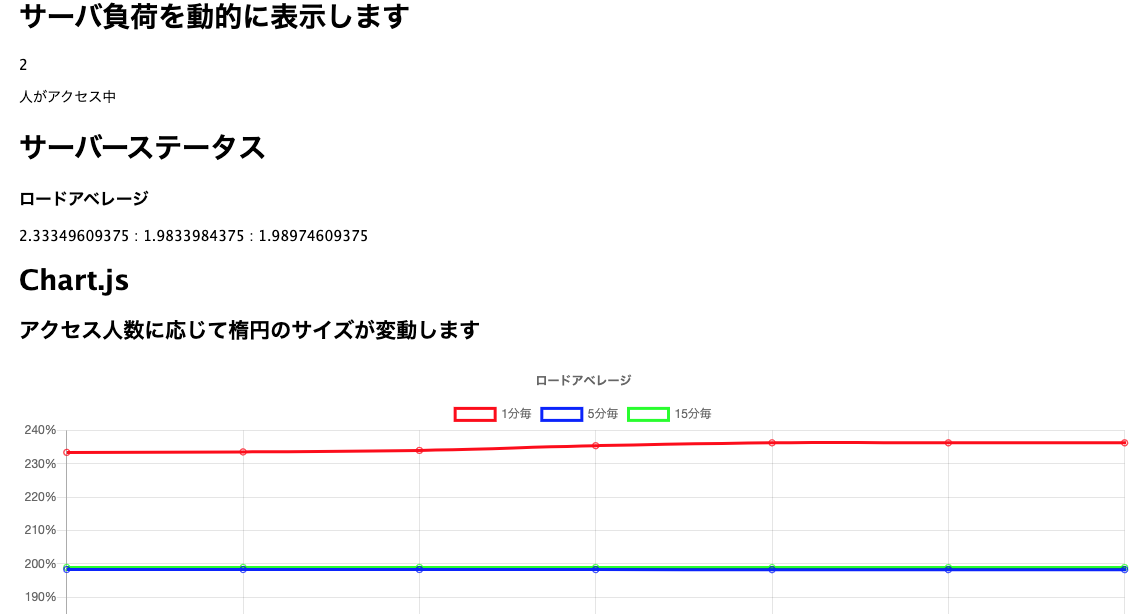 サーバ負荷を動的に表示します
2
人がアクセス中
サーバーステータス
ロードアベレージ
2.33349609375 : 1.9833984375 : 1.98974609375
Chart.js
アクセス人数に応じて楕円のサイズが変動します
ロードアベレージ
1分毎 5分毎 15分毎
240%
230%
220%
210%
200%
190%